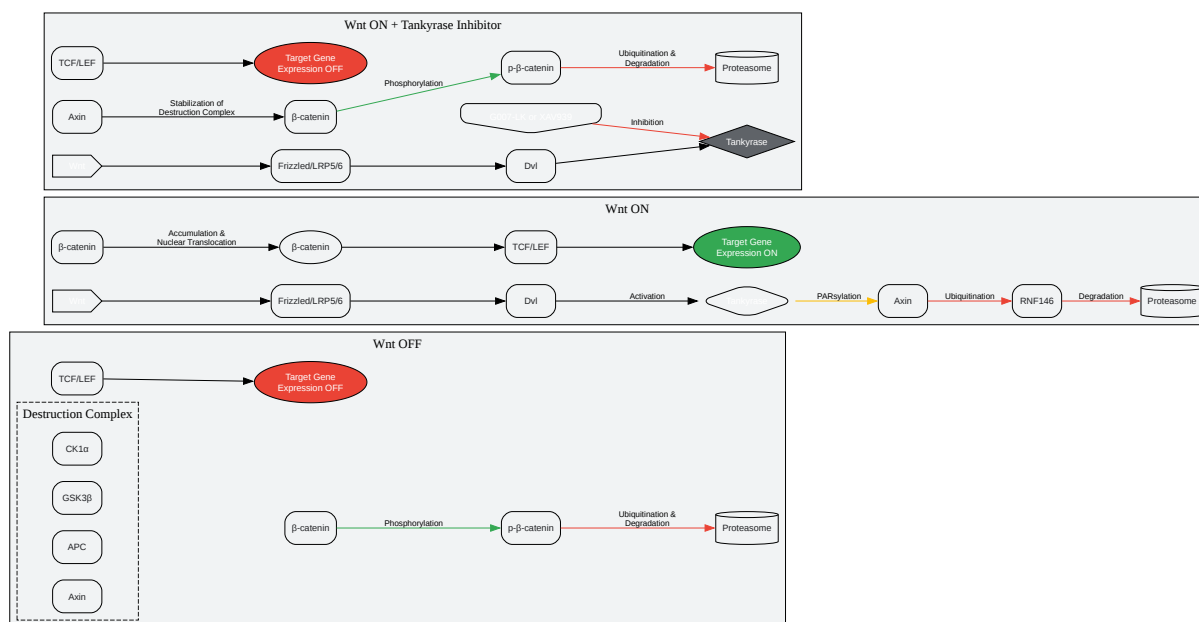 Wnt ON + Tankyrase Inhibitor
TCF/LEF
Target Gene
Expression OFF
p-β-catenin
Ubiquitination &
Degradation
Proteasome
Phosphorylation
Axin
Stabilization of
Destruction Complex
β-catenin
Inhibition
Tankyrase
Frizzled/LRP5/6
Dvl
Wnt ON
β-catenin
Accumulation &
Nuclear Translocation
β-catenin
TCF/LEF
Target Gene
Expression ON
Frizzled/LRP5/6
Dvl
Activation
PARsylation
Axin
Ubiquitination
RNF146
Degradation
Proteasome
Wnt OFF
TCF/LEF
Target Gene
Expression OFF
Destruction Complex
CK1α
GSK3β
APC
Axin
β-catenin
Phosphorylation
p-β-catenin
Ubiquitination &
Degradation
Proteasome